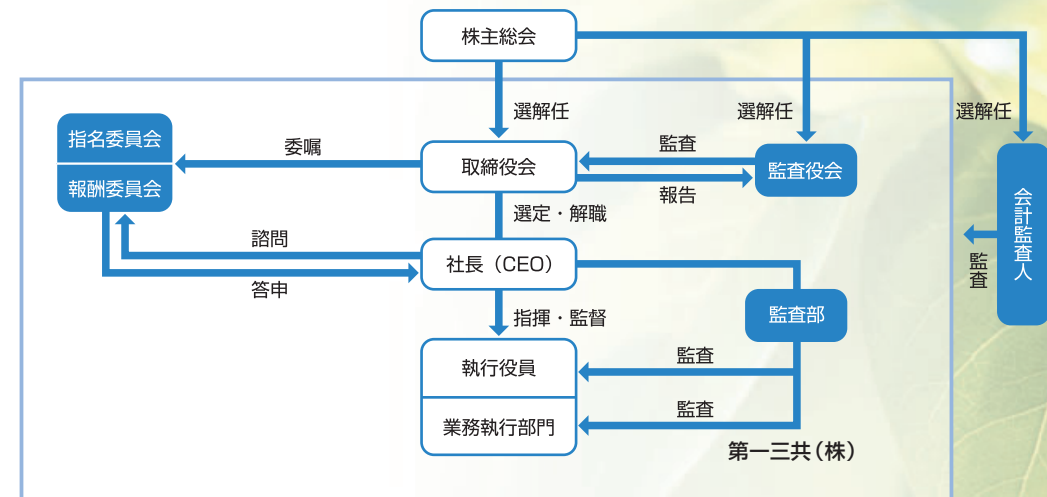 株主総会
選解任
選解任
選解任
指名委員会
報酬委員会
委嘱
取締役会
監査
報告
監査役会
会計監査人
監査
選定・解職
諮問
答申
社長（CEO）
指揮・監督
監査部
執行役員
監査
業務執行部門
監査
第一三共（株）